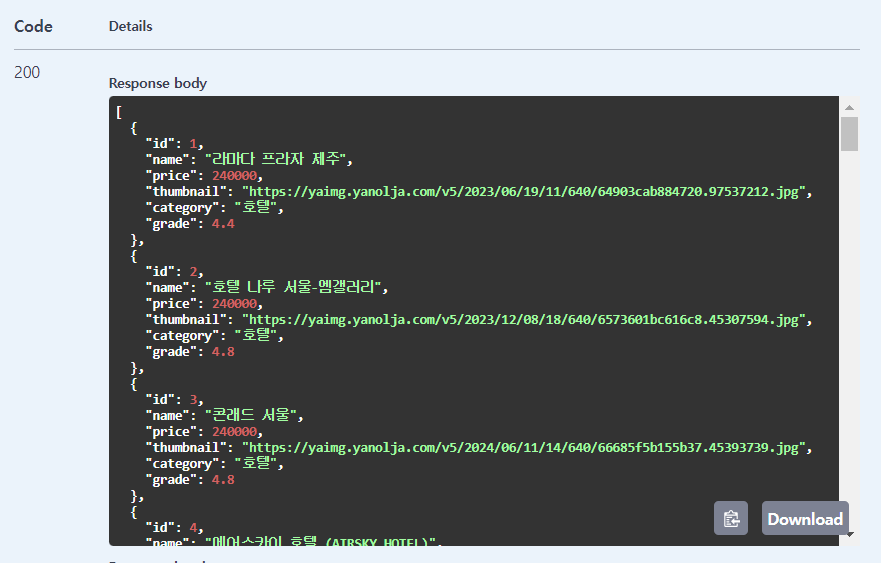 Code Details
200
Response body
[
{
"id": 1,
"name": "라마다 프라자 제주",
"price": 240000,
"thumbnail": "https://yaimg.yanolja.com/v5/2023/06/19/11/640/64903cab884720.97537212.jpg",
"category": "호텔",
"grade": 4.4
},
{
"id": 2,
"name": "호텔 나루 서울-엠갤러리",
"price": 240000,
"thumbnail": "https://yaimg.yanolja.com/v5/2023/12/08/18/640/6573601bc616c8.45307594.jpg",
"category": "호텔",
"grade": 4.8
},
{
"id": 3,
"name": "콘래드 서울",
"price": 240000,
"thumbnail": "https://yaimg.yanolja.com/v5/2024/06/11/14/640/66685f5b155b37.45393739.jpg",
"category": "호텔",
"grade": 4.8
},
{
"id": 4,
"name": "에어스카이 호텔 (AIRSKY HOTEL)",
Download